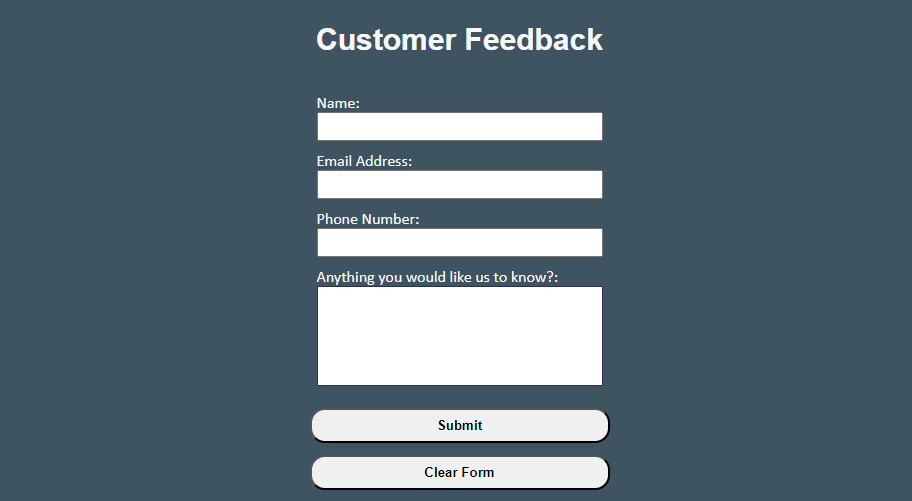 Customer Feedback
Name:
Email Address:
Phone Number:
Anything you would like us to know?:
Submit
Clear Form